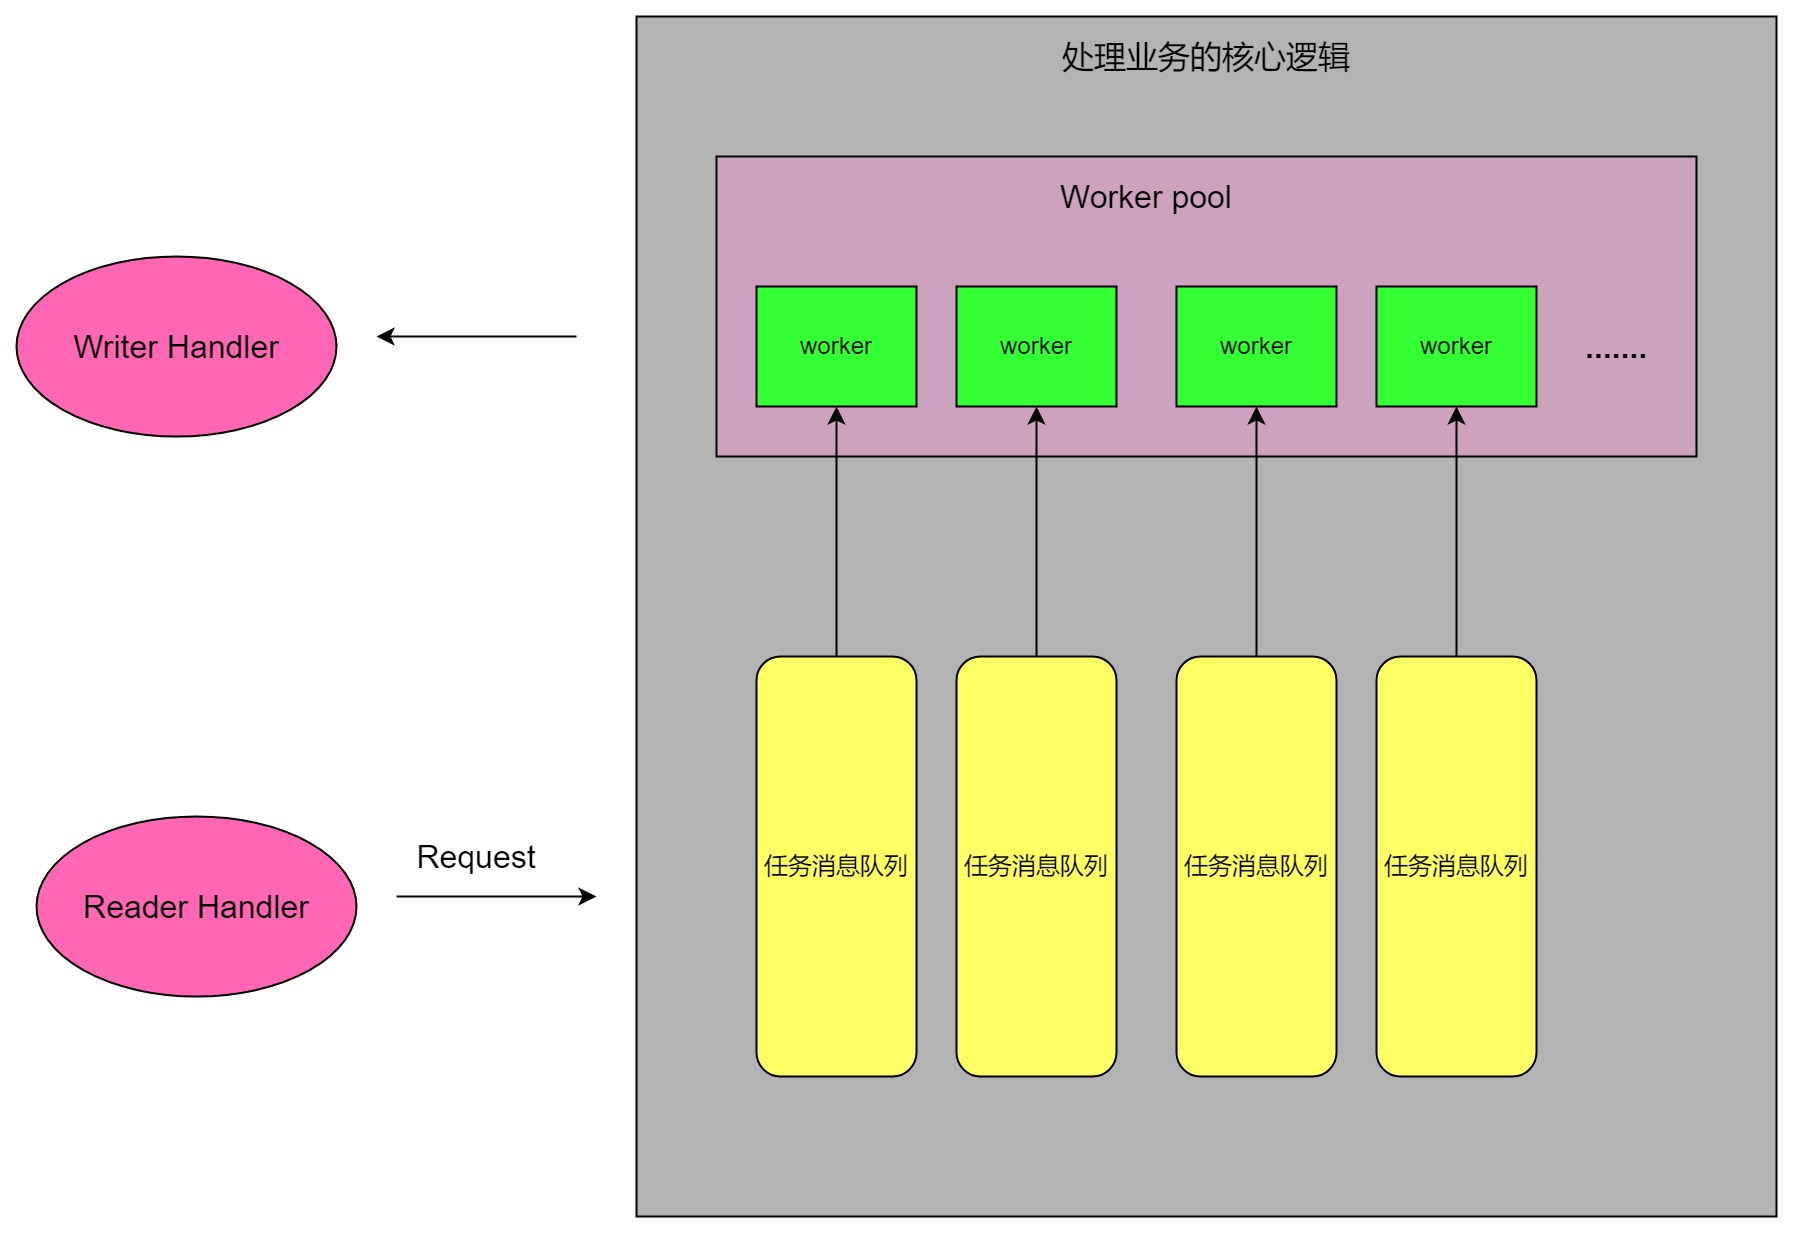 处理业务的核心逻辑
Worker pool
worker
worker
worker
worker
.......
Writer Handler
Request
Reader Handler
任务消息队列
任务消息队列
任务消息队列
任务消息队列